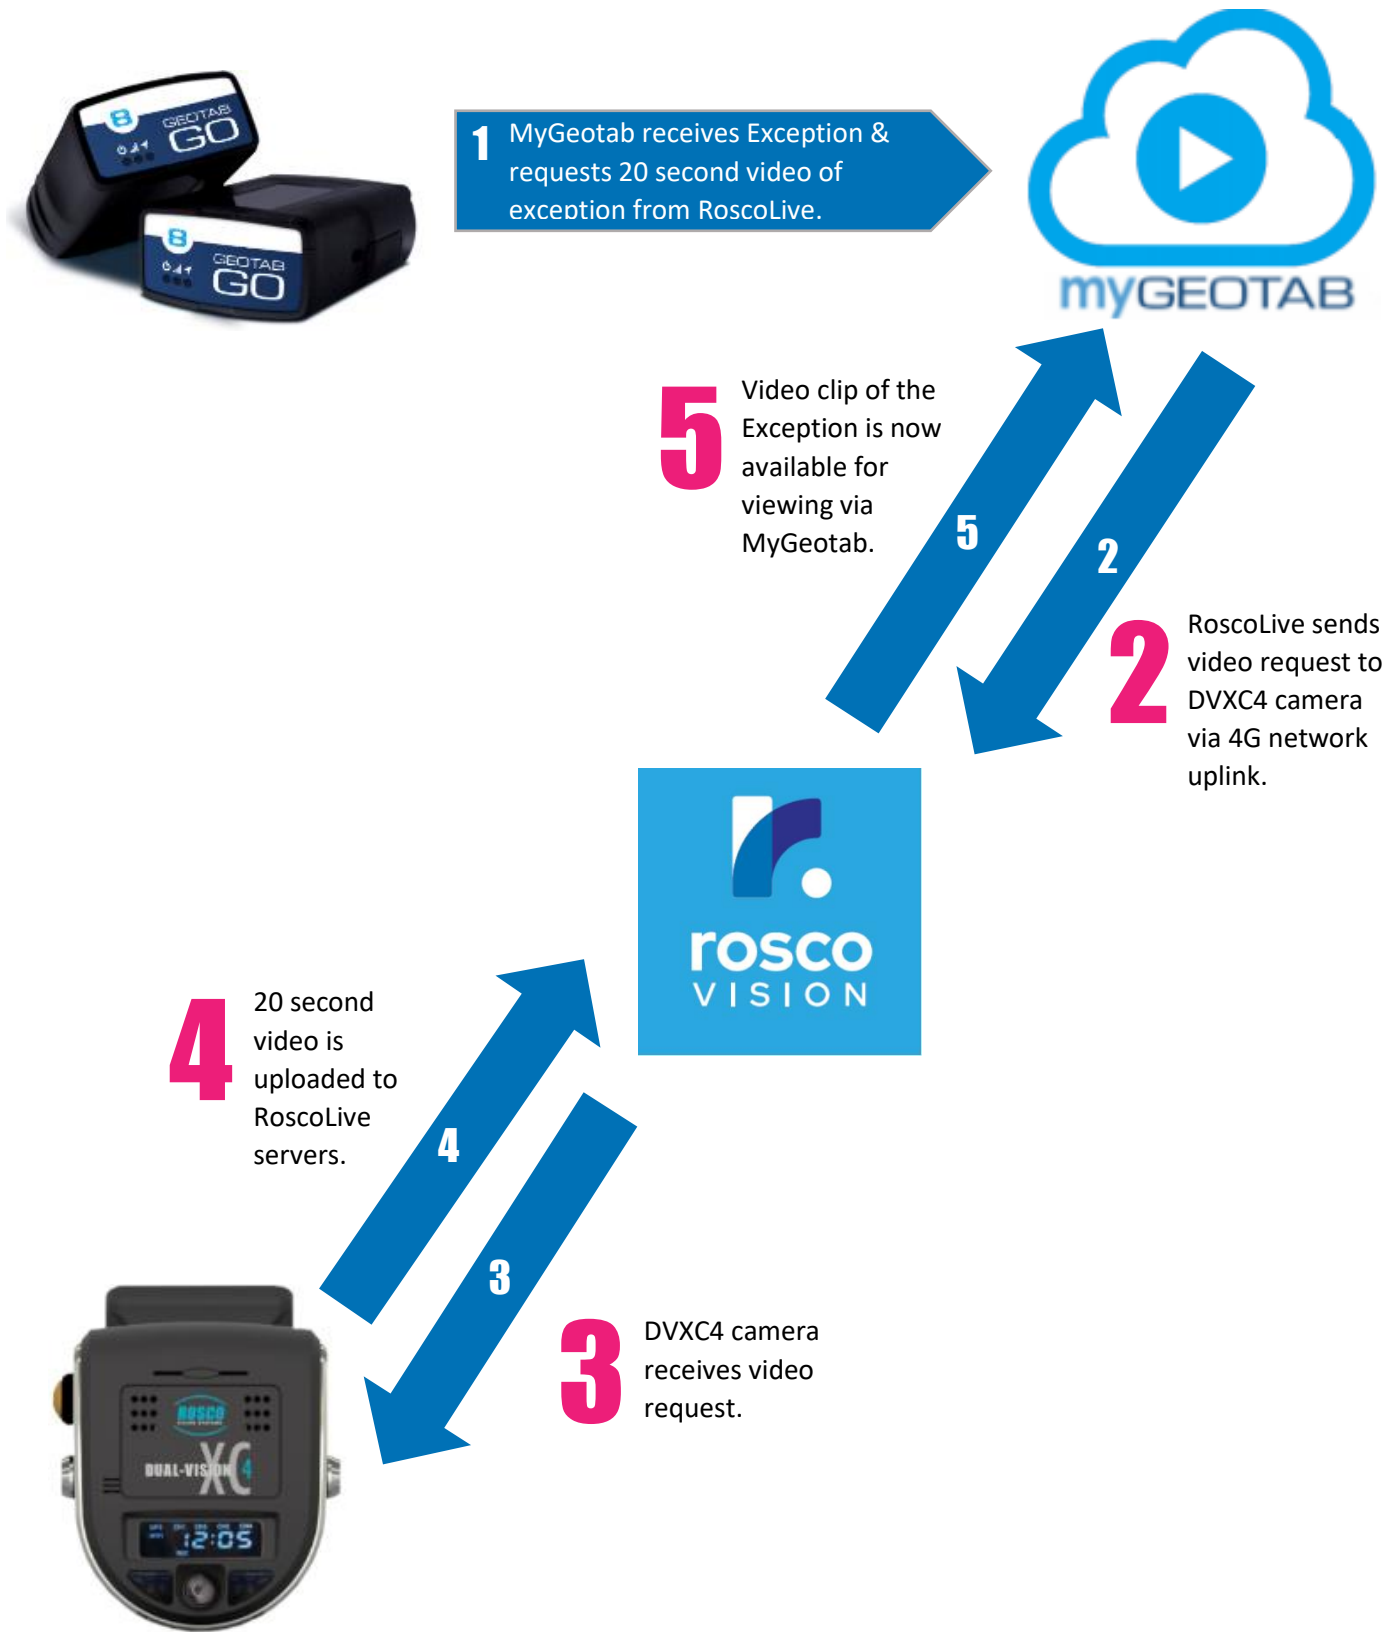 8
GEOTAB
GO
8
GEOTAB
GO
1
MyGeotab receives Exception &
requests 20 second video of
exception from RoscoLive.
myGEOTAB
5
Video clip of the
Exception is now
available for
viewing via
MyGeotab.
5
2
2
RoscoLive sends
video request to
DVXC4 camera
via 4G network
uplink.
rosco
VISION
4
20 second
video is
uploaded to
RoscoLive
servers.
4
3
3
DVXC4 camera
receives video
request.
ROSCO
DUAL-VISION XC 4
12:05